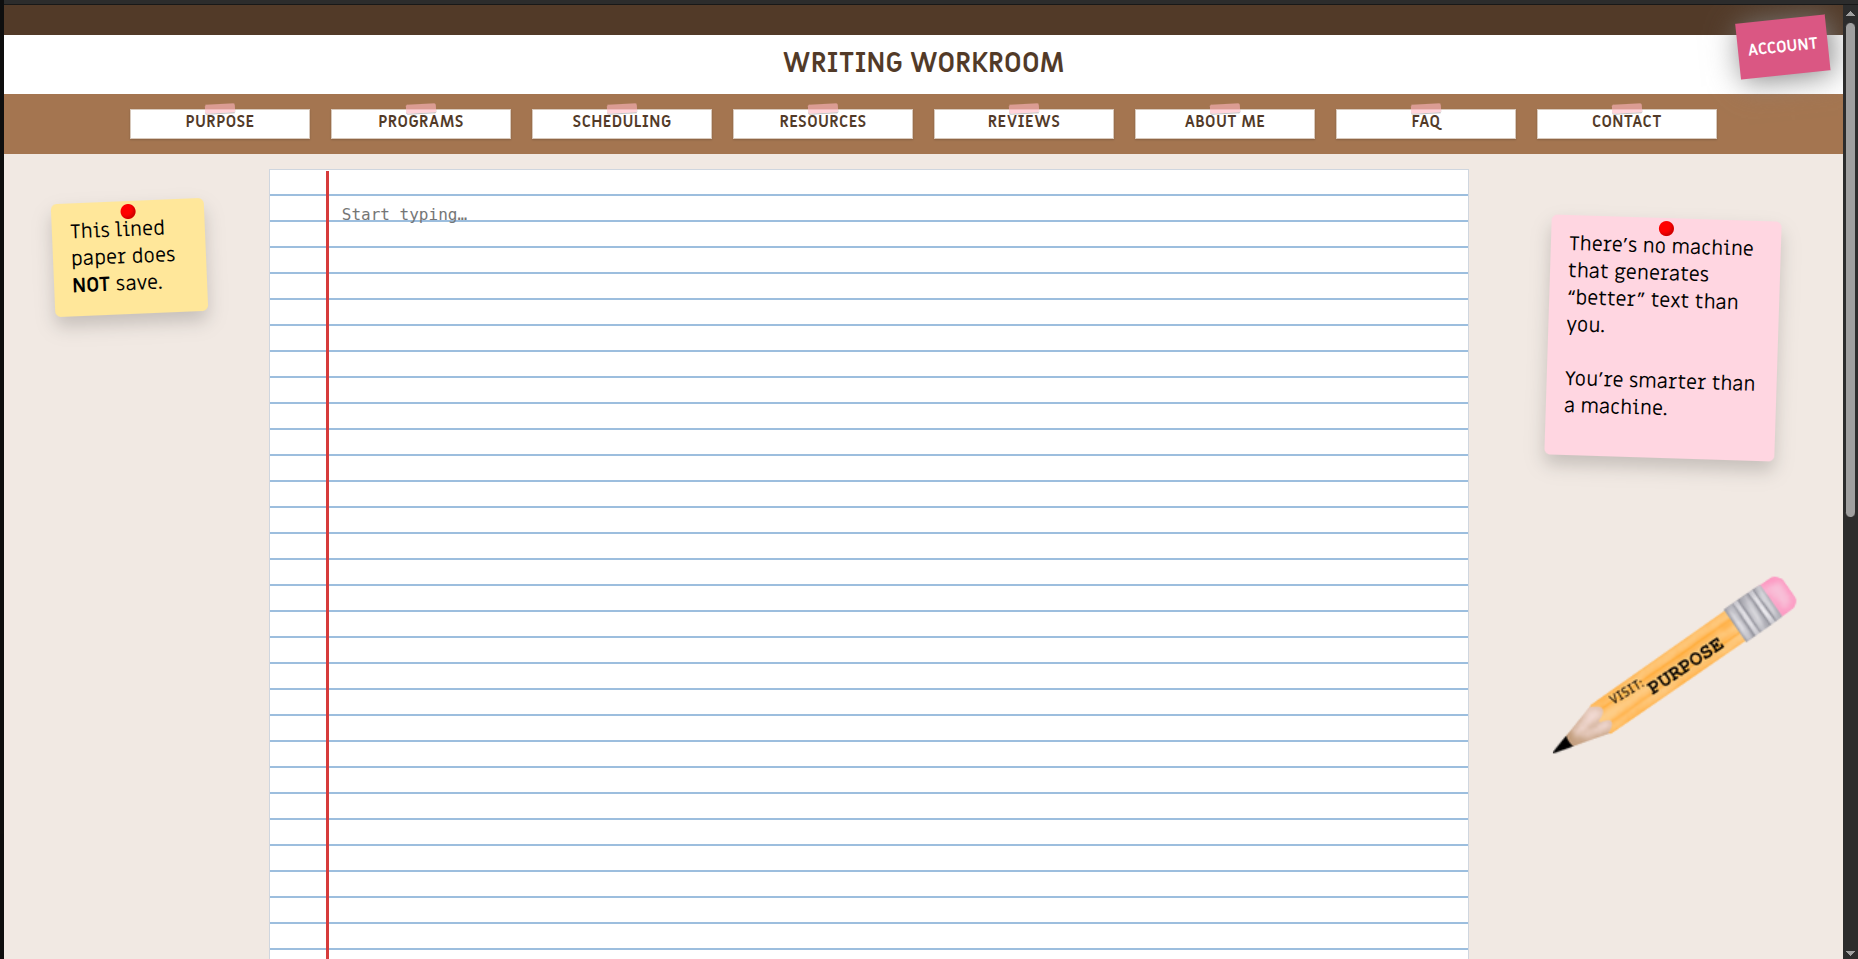 WRITING WORKROOM
ACCOUNT
PURPOSE
PROGRAMS
SCHEDULING
RESOURCES
REVIEWS
ABOUT ME
FAQ
CONTACT
This lined
paper does
NOT save.
Start typing…
There’s no machine
that generates
“better” text than
you.
You’re smarter than
a machine.
VISIT:
PURPOSE